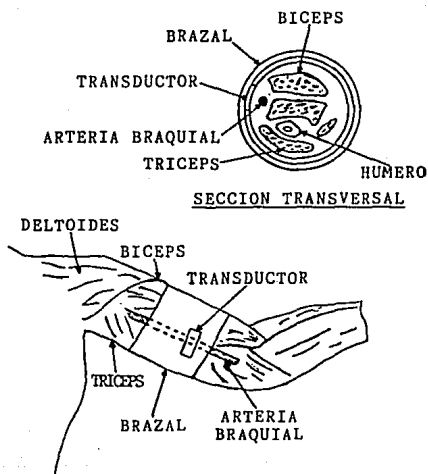 BICEPS
BRAZAL
TRANSDUCTOR
ARTERIA BRAQUIAL
TRICEPS
HUMERO
SECCION TRANSVERSAL
DELTOIDES
BICEPS
TRANSDUCTOR
TRICEPS
BRAZAL
ARTERIA
BRAQUIAL